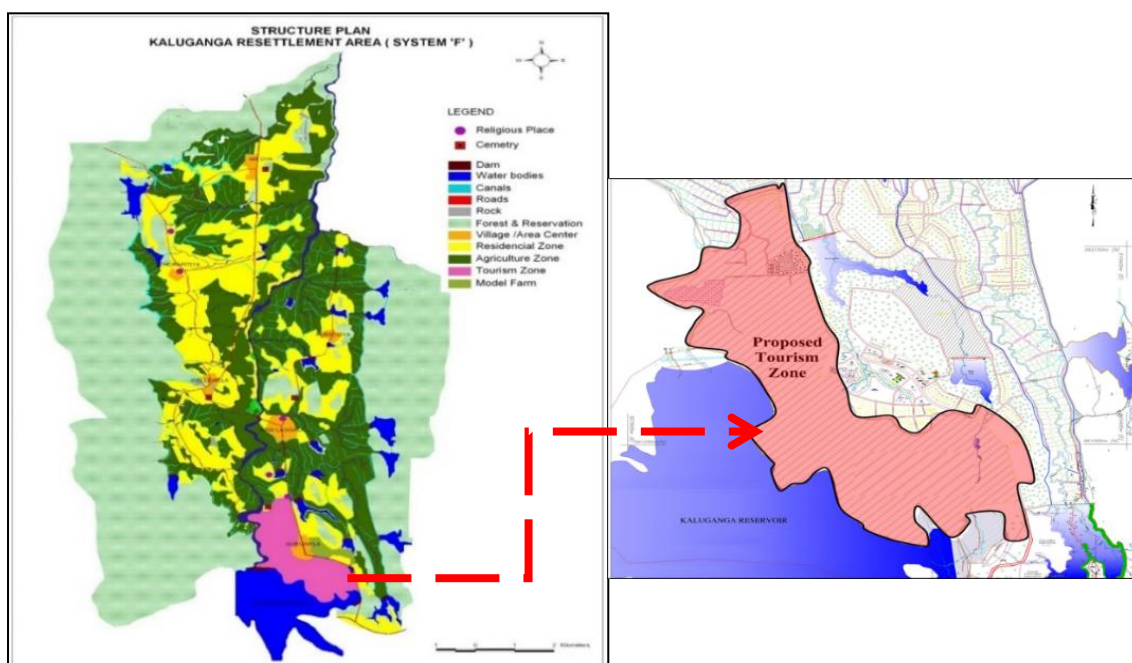 STRUCTURE PLAN
KALUGANGA RESETTLEMENT AREA ( SYSTEM 'F' )
LEGEND
Religious Place
Cemetry
Dam
Water bodies
Canals
Roads
Rock
Forest & Reservation
Village /Area Center
Residencial Zone
Agriculture Zone
Tourism Zone
Model Farm
Kilometers
Proposed
Tourism
Zone
KALUGANGA RESERVOIR